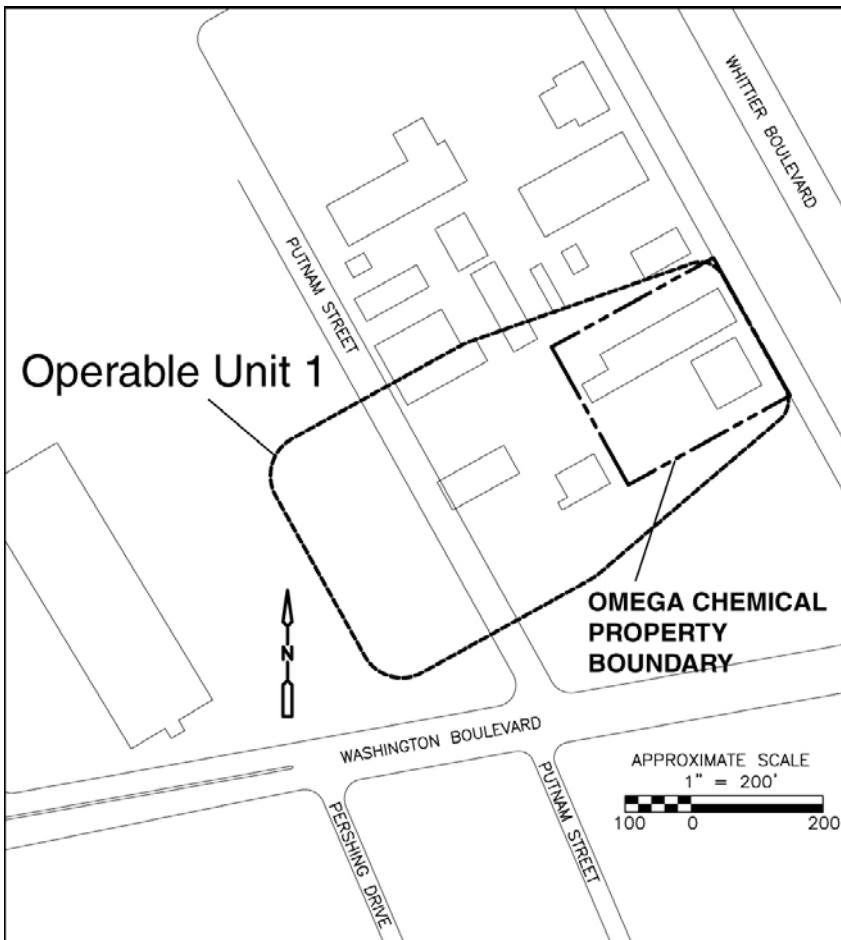 WHITTIER BOULEVARD
PUTNAM STREET
Operable Unit 1
OMEGA CHEMICAL
PROPERTY
BOUNDARY
N
WASHINGTON BOULEVARD
PERSHING DRIVE
PUTNAM STREET
APPROXIMATE SCALE
1" = 200'
100 0 200